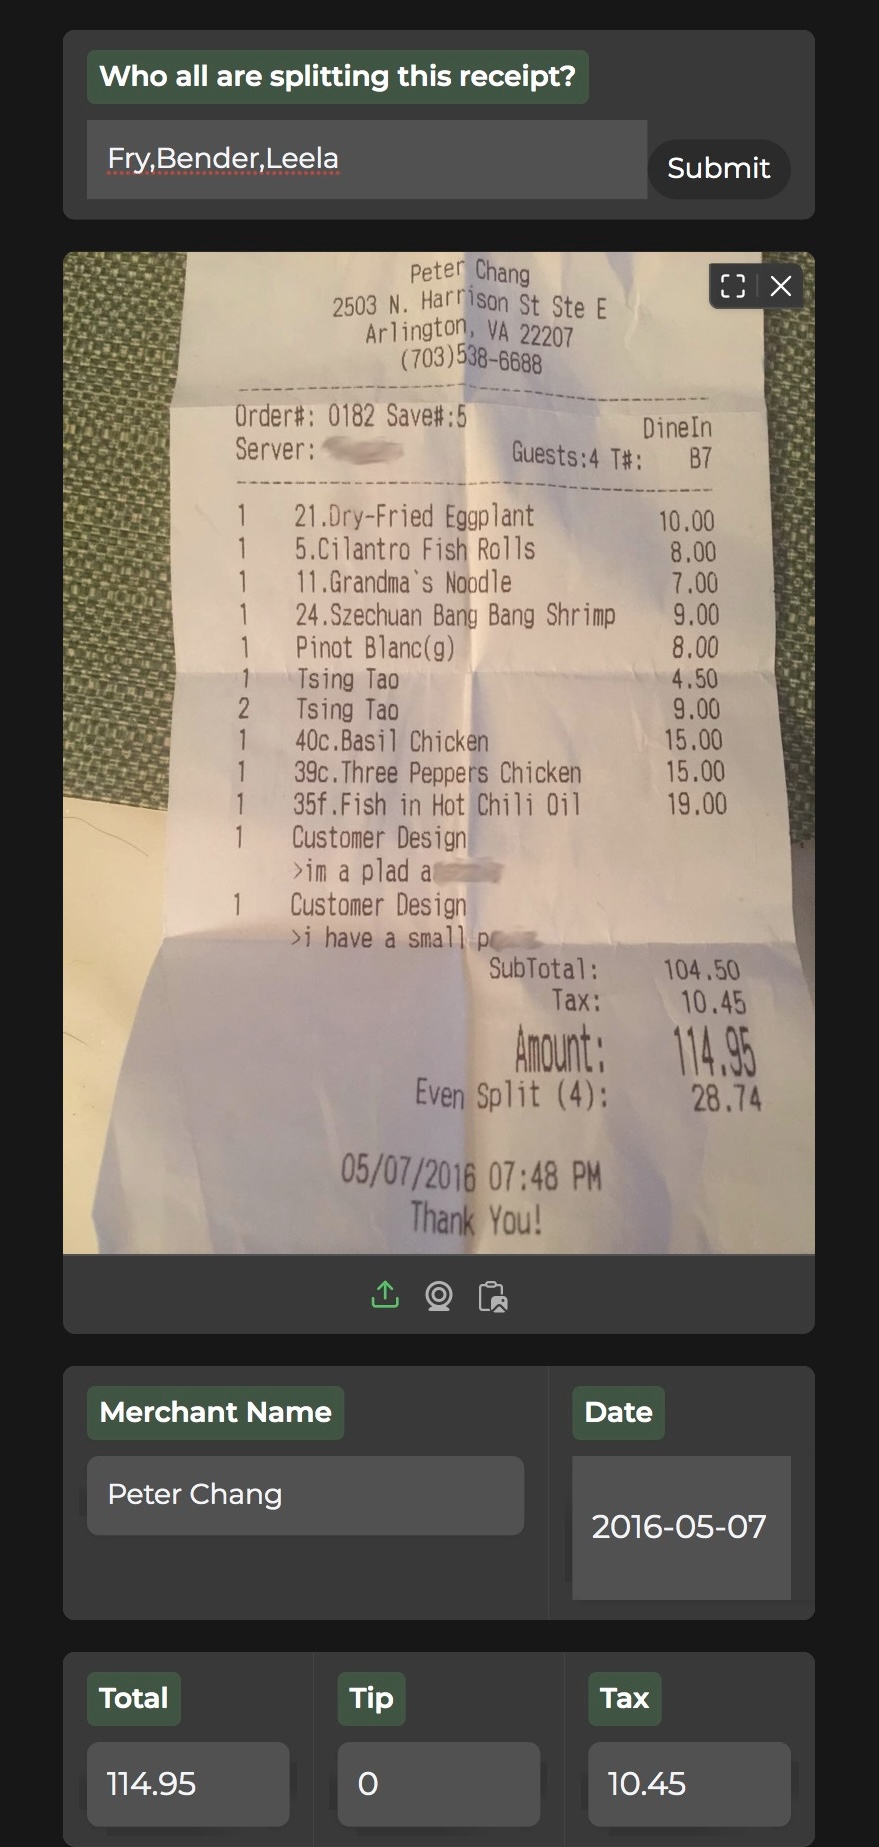 Who all are splitting this receipt?
Fry,Bender,Leela
Submit
Peter Chang
2503 N. Harrison St Ste E
Arlington, VA 22207
(703)538-6688
Order#: 0182 Save#:5
DineIn
Server:
Guests:4 T#: B7
1 21.Dry-Fried Eggplant 10.00
1 5.Cilantro Fish Rolls 8.00
1 11.Grandma`s Noodle 7.00
1 24.Szechuan Bang Bang Shrimp 9.00
1 Pinot Blanc(g) 8.00
1 Tsing Tao 4.50
2 Tsing Tao 9.00
1 40c.Basil Chicken 15.00
1 39c.Three Peppers Chicken 15.00
1 35f.Fish in Hot Chili Oil 19.00
1 Customer Design
>im a plad a
1 Customer Design
>i have a small p
SubTotal: 104.50
Tax: 10.45
Amount: 114.95
Even Split (4): 28.74
05/07/2016 07:48 PM
Thank You!
Merchant Name
Peter Chang
Date
2016-05-07
Total
114.95
Tip
0
Tax
10.45